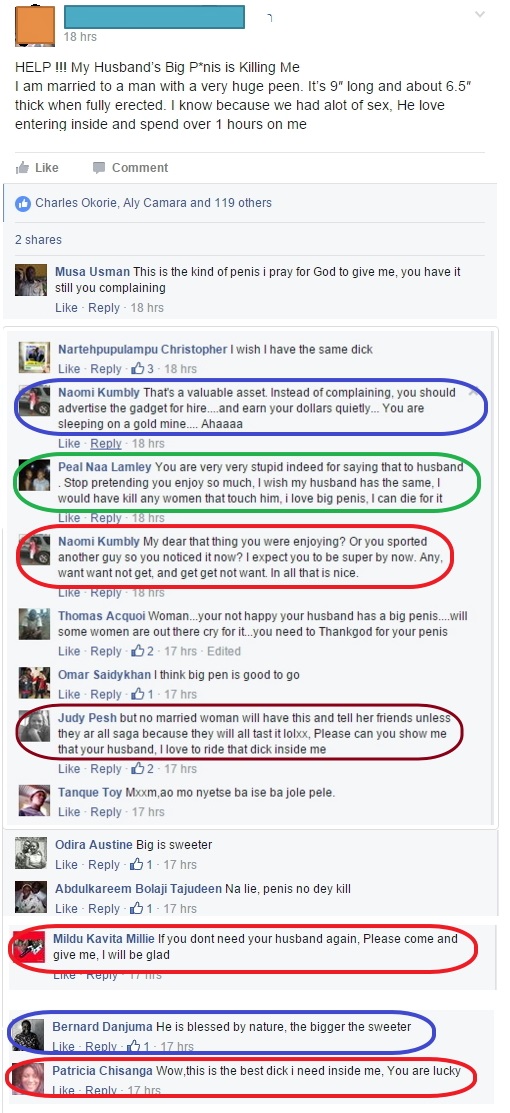 18 hrs
HELP !!! My Husband's Big P*nis is Killing Me
I am married to a man with a very huge peen. It's 9″ long and about 6.5″
thick when fully erected. I know because we had alot of sex, He love
entering inside and spend over 1 hours on me
Like Comment
Charles Okorie, Aly Camara and 119 others
2 shares
Musa Usman This is the kind of penis i pray for God to give me, you have it
still you complaining
Like · Reply · 18 hrs
Nartehpupulampu Christopher I wish I have the same dick
Like · Reply · 3 · 18 hrs
Naomi Kumbly That's a valuable asset. Instead of complaining, you should
advertise the gadget for hire....and earn your dollars quietly... You are
sleeping on a gold mine.... Ahaaaa
Like · Reply · 18 hrs
Peal Naa Lamley You are very very stupid indeed for saying that to husband
. Stop pretending you enjoy so much, I wish my husband has the same, I
would have kill any women that touch him, i love big penis, I can die for it
Like · Reply · 18 hrs
Naomi Kumbly My dear that thing you were enjoying? Or you sported
another guy so you noticed it now? I expect you to be super by now. Any,
want want not get, and get get not want. In all that is nice.
Like · Reply · 18 hrs
Thomas Acquoi Woman...your not happy your husband has a big penis....will
some women are out there cry for it...you need to Thankgod for your penis
Like · Reply · 2 · 17 hrs · Edited
Omar Saidykhan I think big pen is good to go
Like · Reply · 1 · 17 hrs
Judy Pesh but no married woman will have this and tell her friends unless
they ar all saga because they will all tast it lolxx, Please can you show me
that your husband, I love to ride that dick inside me
Like · Reply · 2 · 17 hrs
Tanque Toy Mxxm,ao mo nyetse ba ise ba jole pele.
Like · Reply · 17 hrs
Odira Austine Big is sweeter
Like · Reply · 1 · 17 hrs
Abdulkareem Bolaji Tajudeen Na lie, penis no dey kill
Like · Reply · 1 · 17 hrs
Mildu Kavita Millie If you dont need your husband again, Please come and
give me, I will be glad
Like · Reply · 17 hrs
Bernard Danjuma He is blessed by nature, the bigger the sweeter
Like · Reply · 1 · 17 hrs
Patricia Chisanga Wow,this is the best dick i need inside me, You are lucky
Like · Reply · 17 hrs